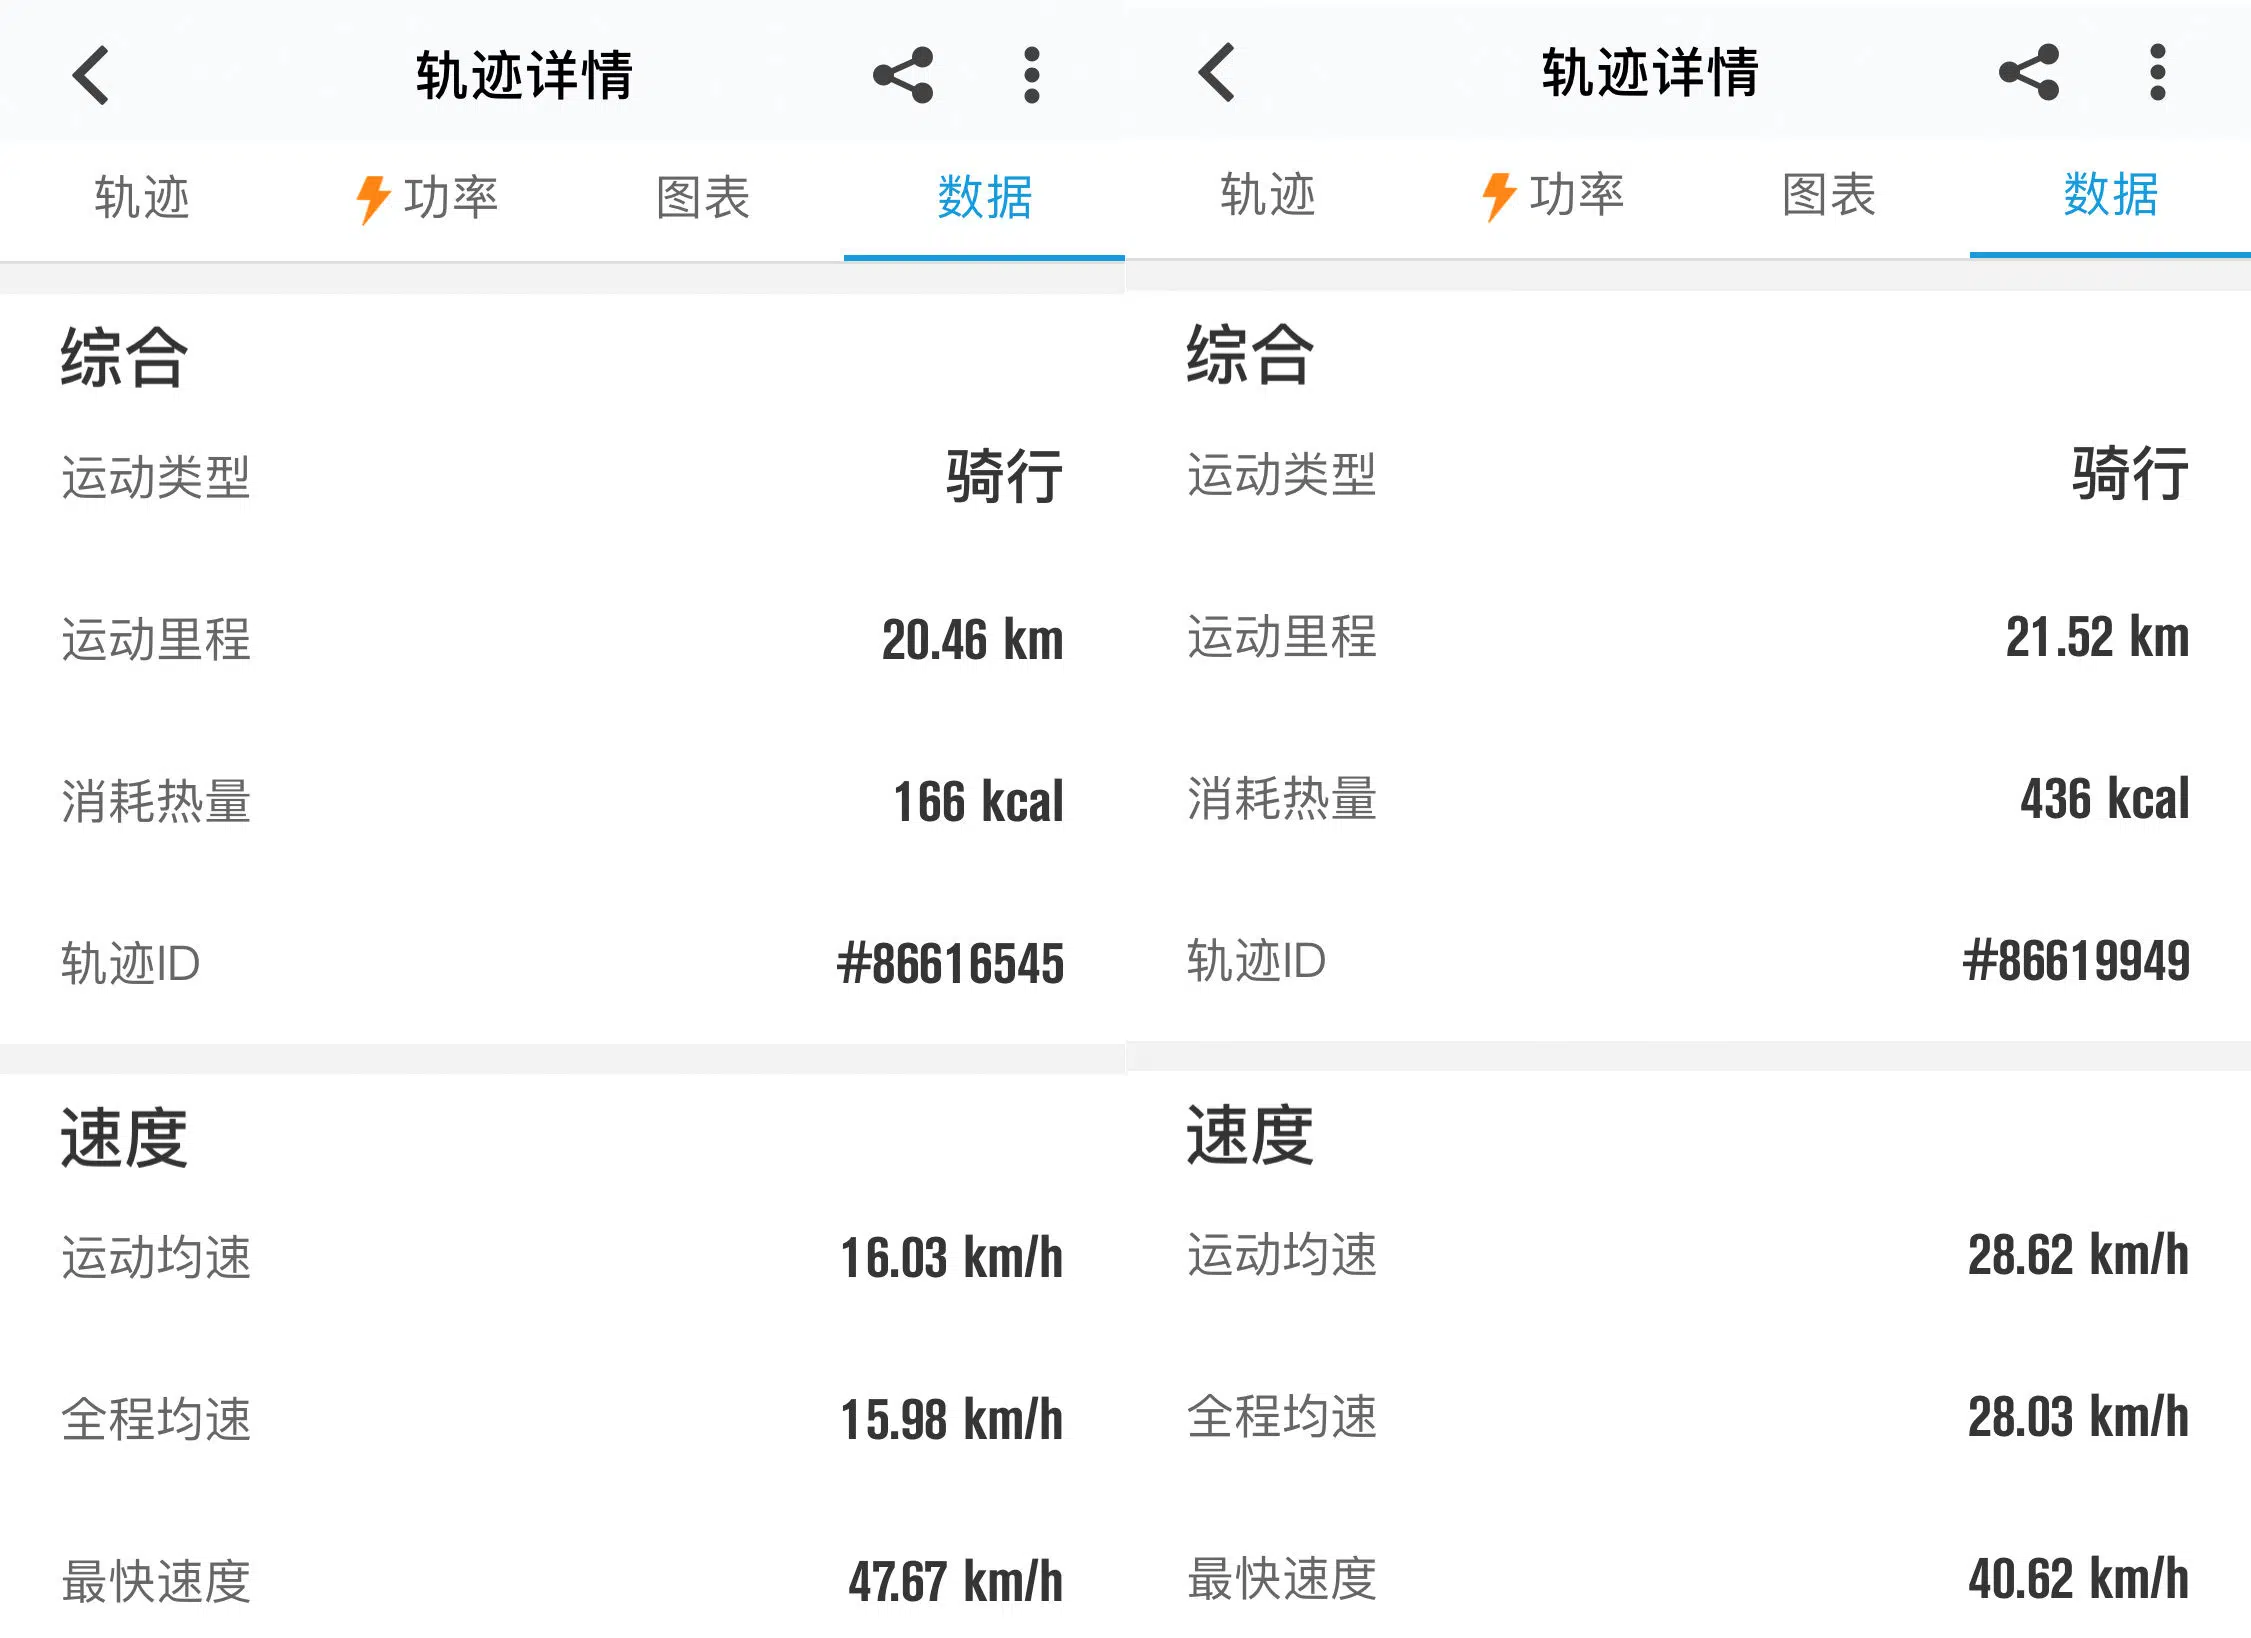 轨迹详情
轨迹 功率 图表 数据
综合
运动类型 骑行
运动里程 20.46 km
消耗热量 166 kcal
轨迹ID #86616545
速度
运动均速 16.03 km/h
全程均速 15.98 km/h
最快速度 47.67 km/h
轨迹详情
轨迹 功率 图表 数据
综合
运动类型 骑行
运动里程 21.52 km
消耗热量 436 kcal
轨迹ID #86619949
速度
运动均速 28.62 km/h
全程均速 28.03 km/h
最快速度 40.62 km/h